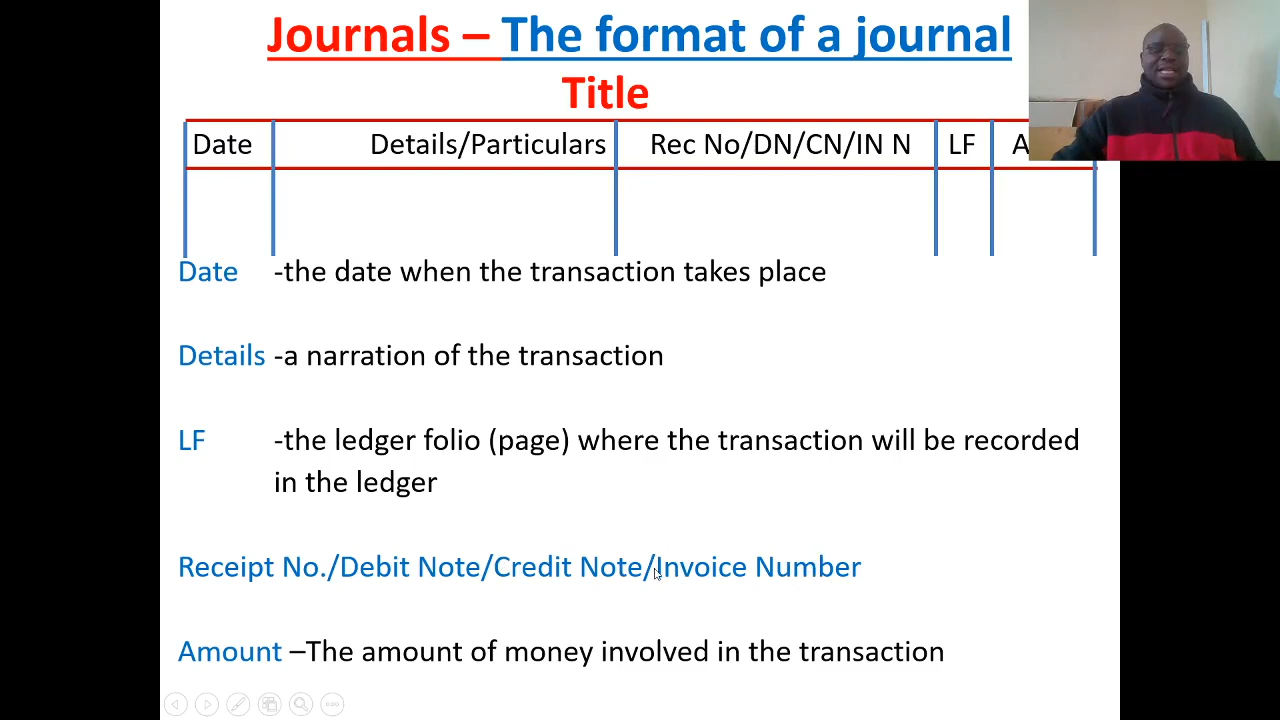 Journals – The format of a journal
Title
Date Details/Particulars Rec No/DN/CN/IN N LF
Date -the date when the transaction takes place
Details -a narration of the transaction
LF -the ledger folio (page) where the transaction will be recorded
in the ledger
Receipt No./Debit Note/Credit Note/Invoice Number
Amount –The amount of money involved in the transaction